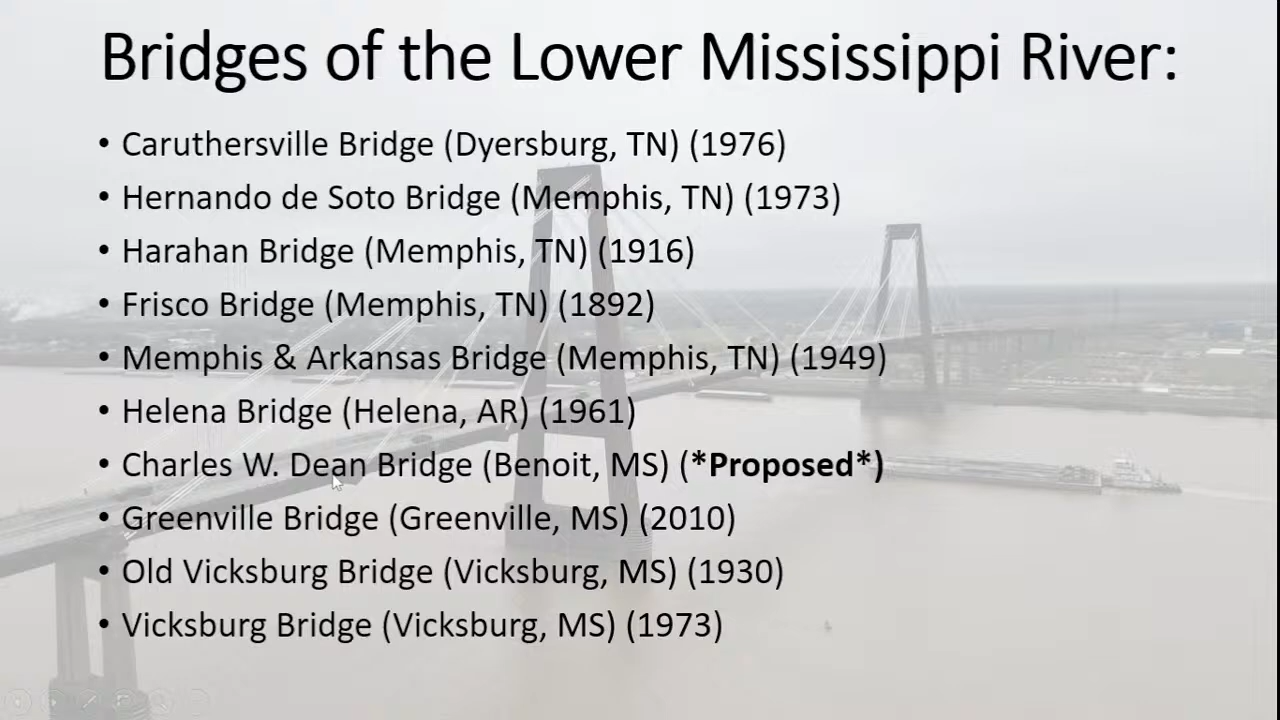 Bridges of the Lower Mississippi River:
• Caruthersville Bridge (Dyersburg, TN) (1976)
• Hernando de Soto Bridge (Memphis, TN) (1973)
• Harahan Bridge (Memphis, TN) (1916)
• Frisco Bridge (Memphis, TN) (1892)
• Memphis & Arkansas Bridge (Memphis, TN) (1949)
• Helena Bridge (Helena, AR) (1961)
• Charles W. Dean Bridge (Benoit, MS) (*Proposed*)
• Greenville Bridge (Greenville, MS) (2010)
• Old Vicksburg Bridge (Vicksburg, MS) (1930)
• Vicksburg Bridge (Vicksburg, MS) (1973)